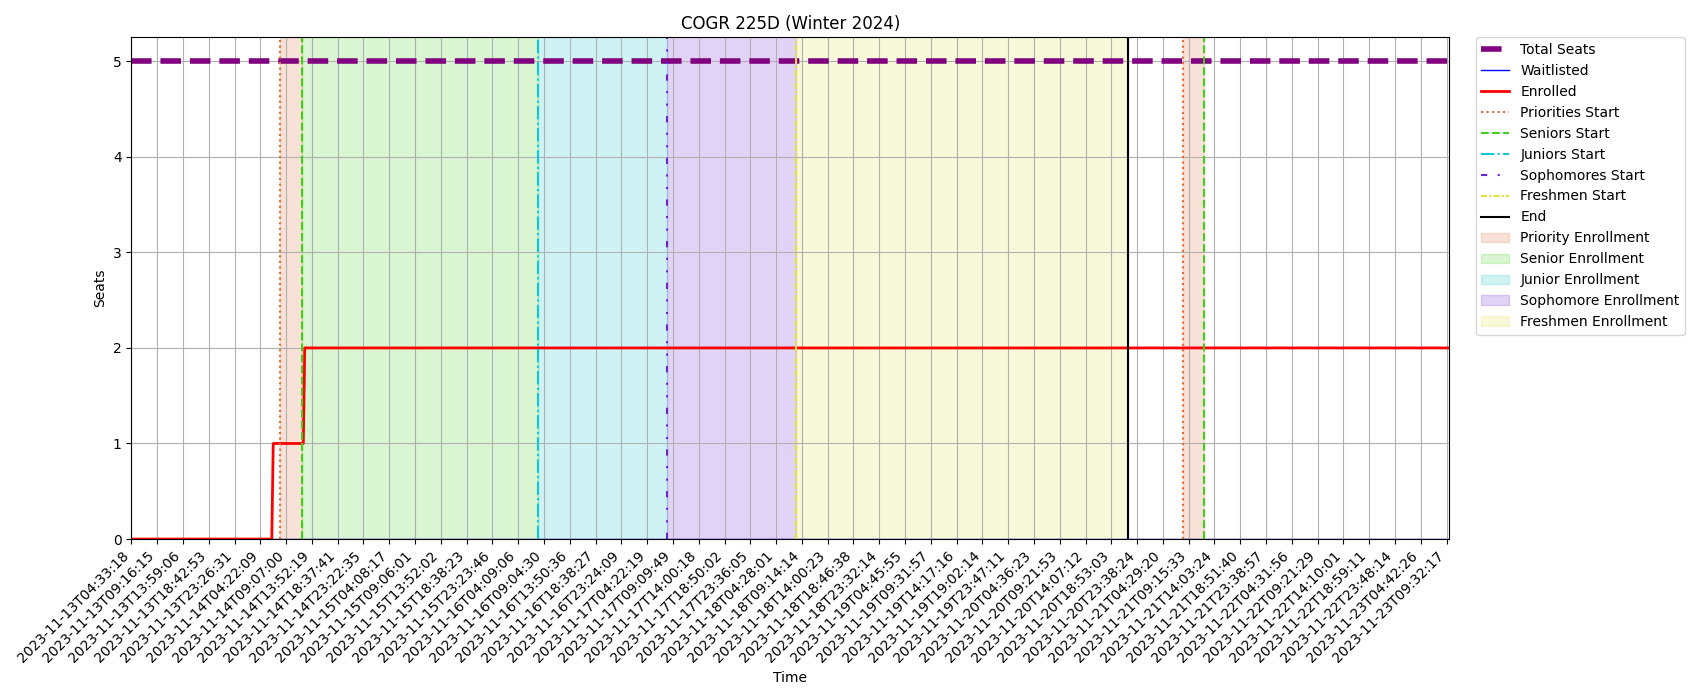 COGR 225D (Winter 2024)
Seats
5
4
3
2
1
0
2023-11-13T04:33:18
2023-11-13T09:16:15
2023-11-13T13:59:06
2023-11-13T18:42:53
2023-11-13T23:26:31
2023-11-14T04:22:09
2023-11-14T09:07:00
2023-11-14T13:52:19
2023-11-14T18:37:41
2023-11-14T23:22:35
2023-11-15T04:08:17
2023-11-15T09:06:01
2023-11-15T13:52:02
2023-11-15T18:38:23
2023-11-15T23:23:46
2023-11-16T04:09:06
2023-11-16T09:04:30
2023-11-16T13:50:36
2023-11-16T18:38:27
2023-11-16T23:24:09
2023-11-17T04:22:19
2023-11-17T09:09:49
2023-11-17T14:00:18
2023-11-17T18:50:02
2023-11-17T23:36:05
2023-11-18T04:28:01
2023-11-18T09:14:14
2023-11-18T14:00:23
2023-11-18T18:46:38
2023-11-18T23:32:14
2023-11-19T04:45:55
2023-11-19T09:31:57
2023-11-19T14:17:16
2023-11-19T19:02:14
2023-11-19T23:47:11
2023-11-20T04:36:23
2023-11-20T09:21:53
2023-11-20T14:07:12
2023-11-20T18:53:03
2023-11-20T23:38:24
2023-11-21T04:29:20
2023-11-21T09:15:33
2023-11-21T14:03:24
2023-11-21T18:51:40
2023-11-21T23:38:57
2023-11-22T04:31:56
2023-11-22T09:21:29
2023-11-22T14:10:01
2023-11-22T18:59:11
2023-11-22T23:48:14
2023-11-23T04:42:26
2023-11-23T09:32:17
Time
Total Seats
Waitlisted
Enrolled
Priorities Start
Seniors Start
Juniors Start
Sophomores Start
Freshmen Start
End
Priority Enrollment
Senior Enrollment
Junior Enrollment
Sophomore Enrollment
Freshmen Enrollment